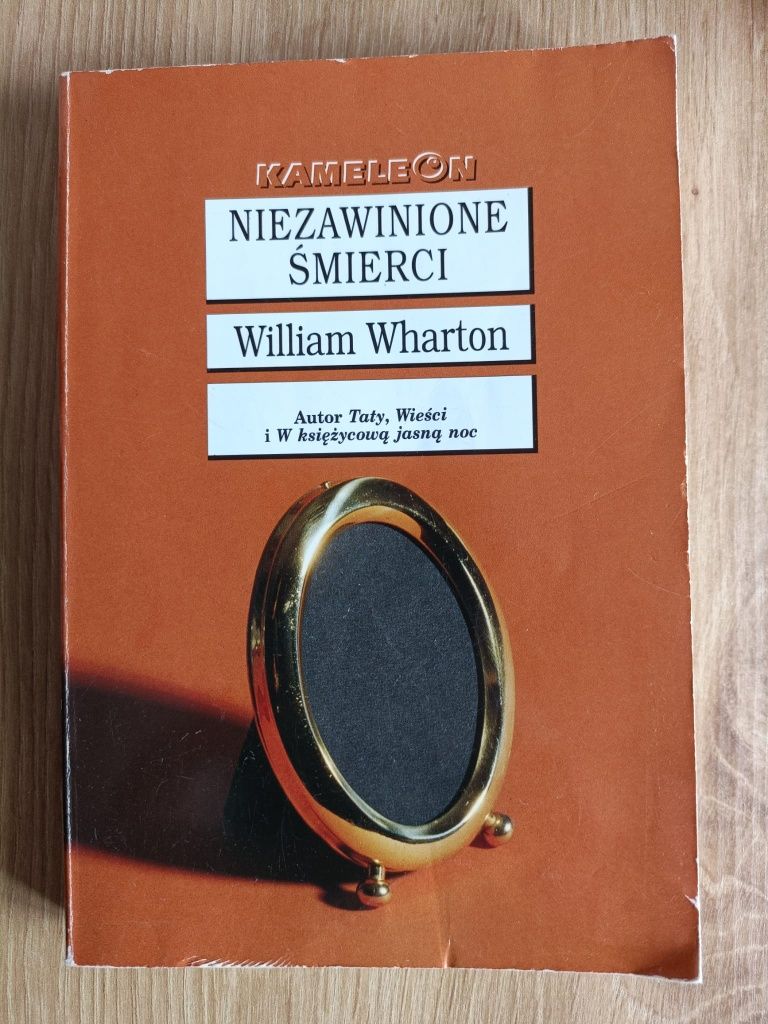 KAMELEON
NIEZAWINIONE
ŚMIERCI
William Wharton
Autor Taty, Wieści
i W księżycową jasną noc